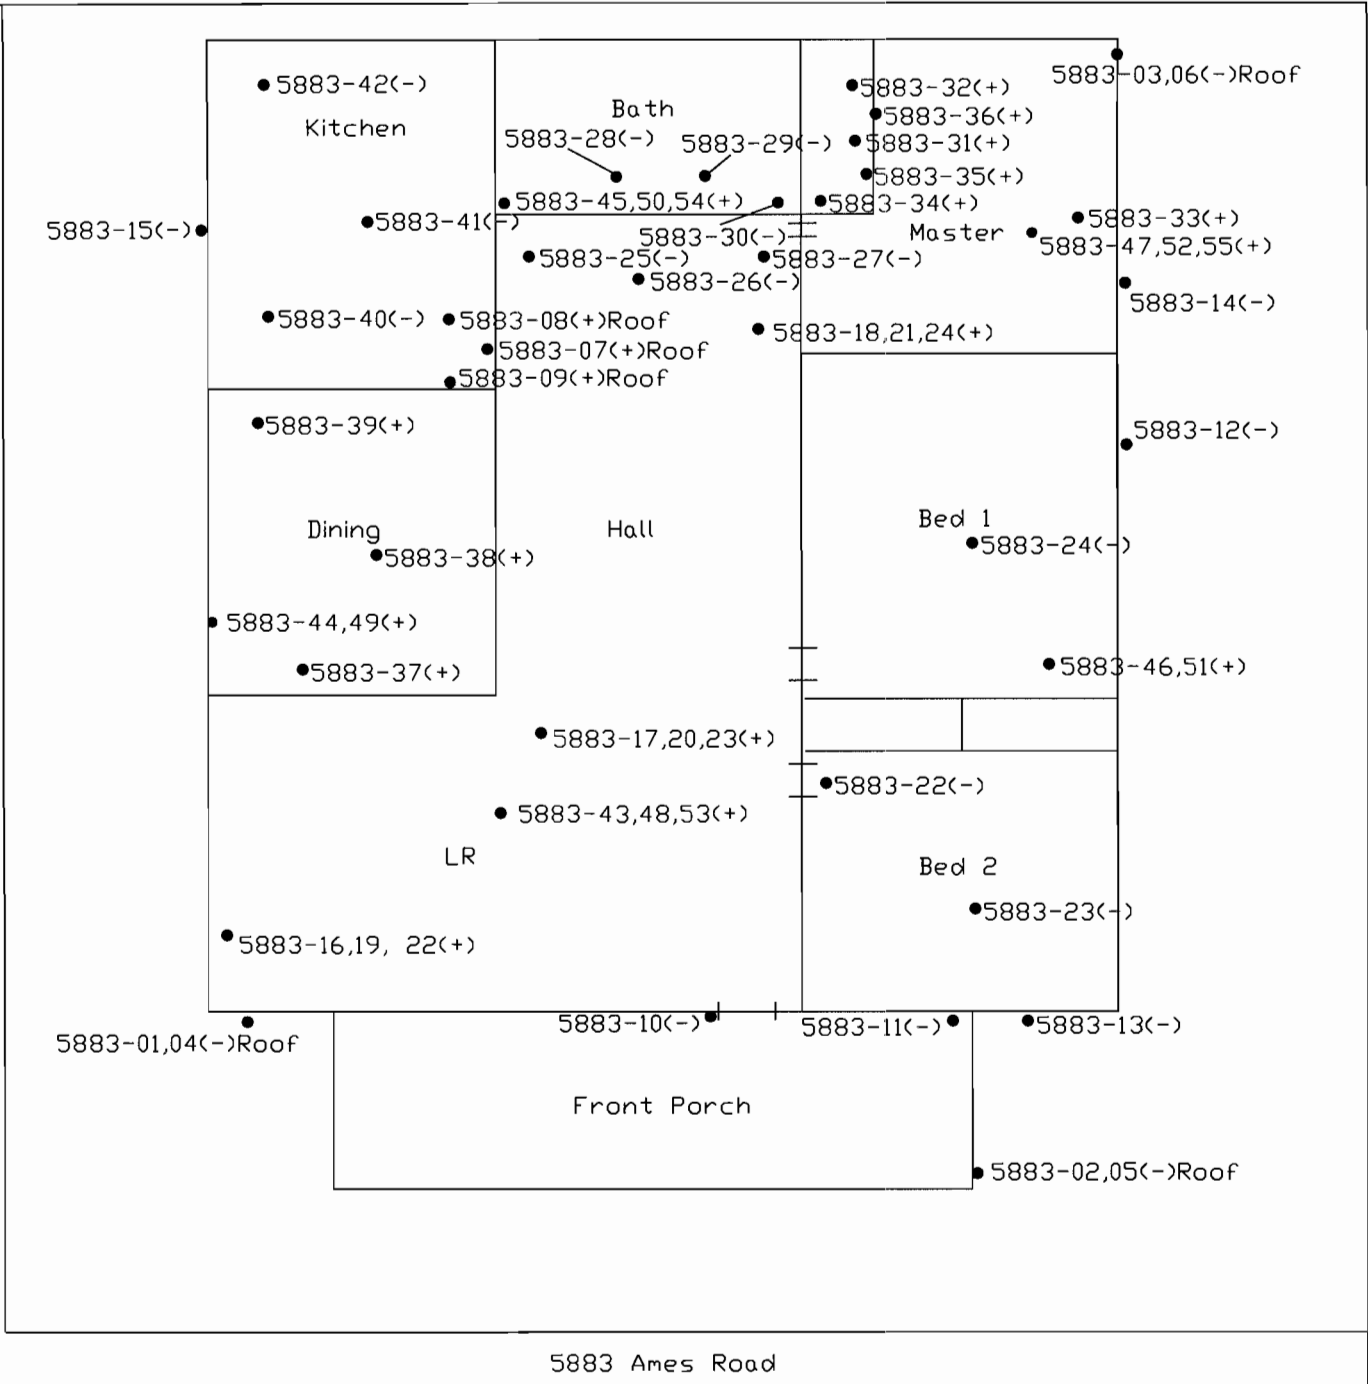 5883-42(-)
Kitchen
Bath
5883-28(-)
5883-29(-)
5883-32(+)
5883-36(+)
5883-31(+)
5883-35(+)
5883-34(+)
5883-03,06(-)Roof
5883-45,50,54(+)
5883-30(-)
5883-15(-)
5883-41(-)
5883-25(-)
5883-26(-)
5883-27(-)
Master
5883-33(+)
5883-47,52,55(+)
5883-14(-)
5883-40(-)
5883-08(+)Roof
5883-07(+)Roof
5883-09(+)Roof
5883-18,21,24(+)
5883-39(+)
5883-12(-)
Dining
Hall
Bed 1
5883-38(+)
5883-24(-)
5883-44,49(+)
5883-37(+)
5883-46,51(+)
5883-17,20,23(+)
5883-22(-)
5883-43,48,53(+)
LR
Bed 2
5883-23(-)
5883-16,19, 22(+)
5883-01,04(-)Roof
5883-10(-)
5883-11(-)
5883-13(-)
Front Porch
5883-02,05(-)Roof
5883 Ames Road